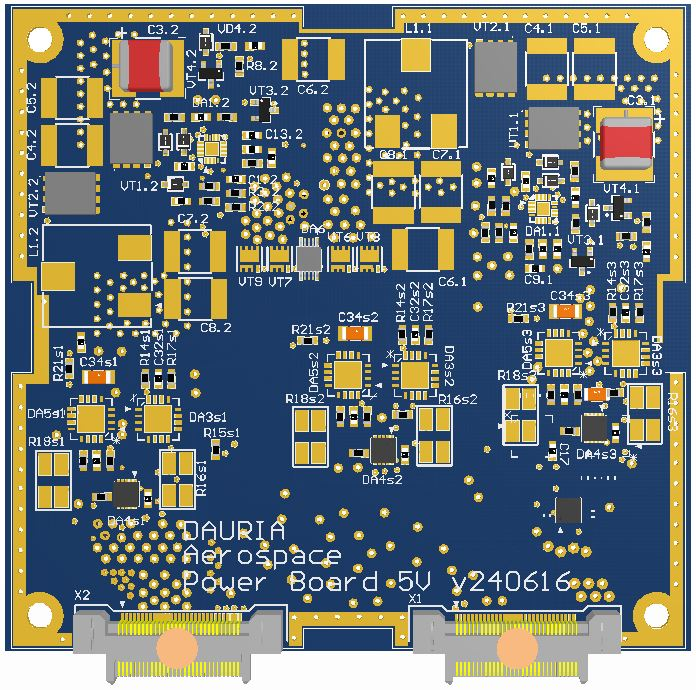 C3.2
VD4.2
R8.2
VT4.2
C6.2
L1.1
VT2.1
C4.1
C5.1
C5.2
C4.2
VT3.2
C13.2
C3.1
VT1.1
C8.1
C7.1
VT2.2
VT1.2
R2.2
VT4.1
C7.2
DA1.1
L1.2
DA6
VT6
VT8
VT3.1
VT9
VT7
C6.1
C9.1
C8.2
R14s2
C32s2
R17s2
R14s3
C32s3
R17s3
C34s3
R21s3
C34s2
R21s2
DA5s3
DA3s3
R21s1
C34s1
R14s1
C32s1
R17s1
DA5s2
DA3s2
R18s3
R16s3
DA5s1
DA3s1
R18s2
R16s2
R18s1
R15s1
R16s1
DA4s2
DA4s3
DA4s1
DAURIA
Aerospace
Power Board 5V v240616
X2
X1